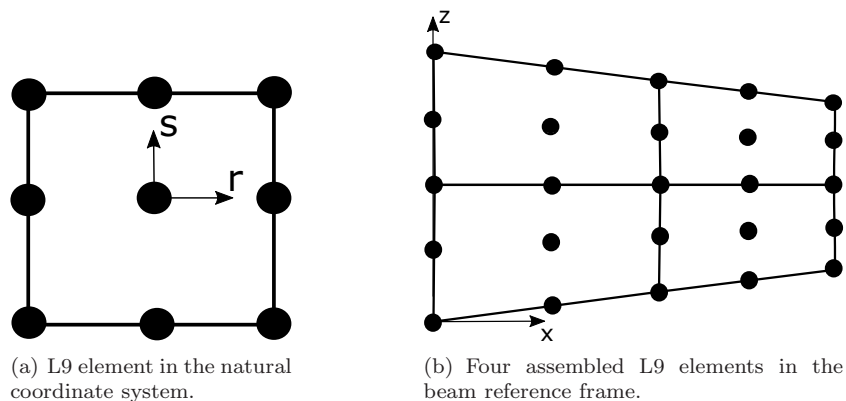 s
r
z
x
(a) L9 element in the natural
coordinate system.
(b) Four assembled L9 elements in the
beam reference frame.